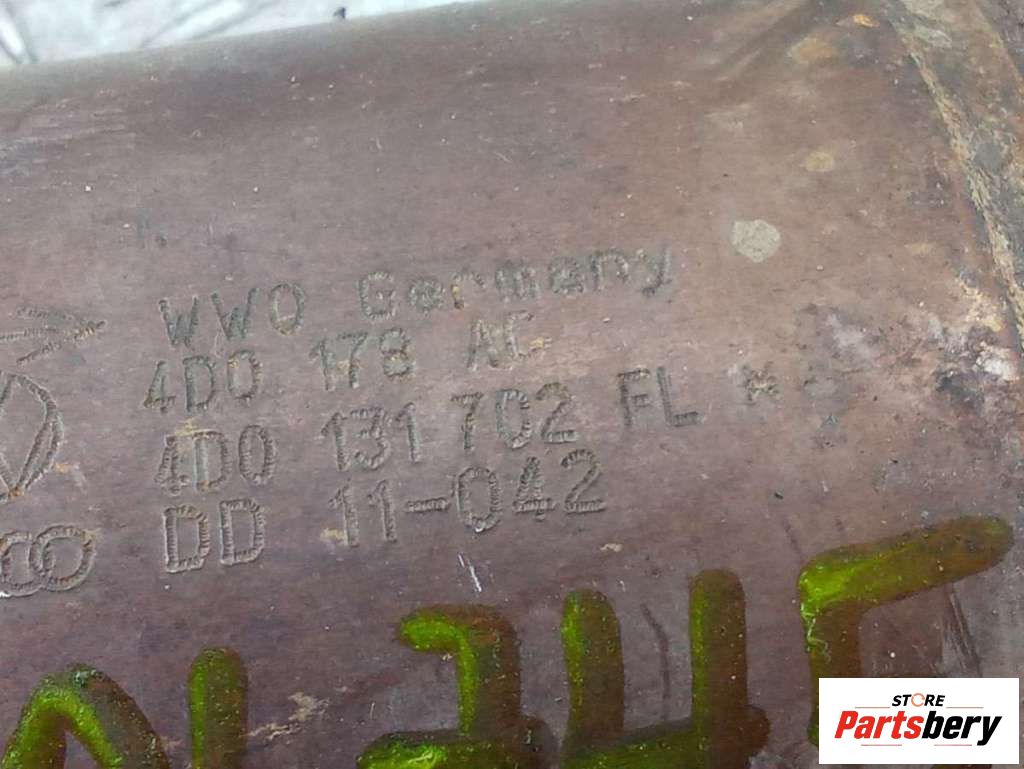 WWO Germany
4D0 178 AC
4D0 131 702 FL *
DD 11-042
STORE
Partsbery